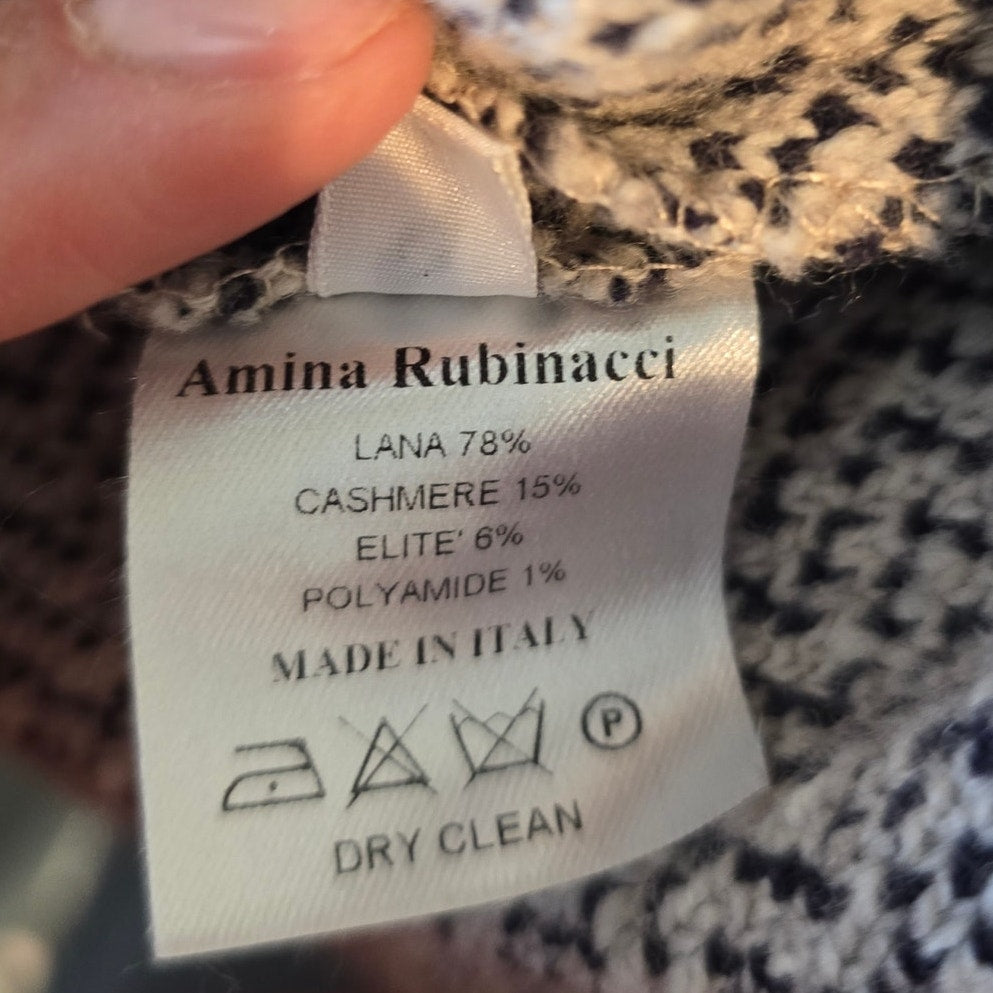 Amina Rubinacci
LANA 78%
CASHMERE 15%
ELITE' 6%
POLYAMIDE 1%
MADE IN ITALY
P
DRY CLEAN